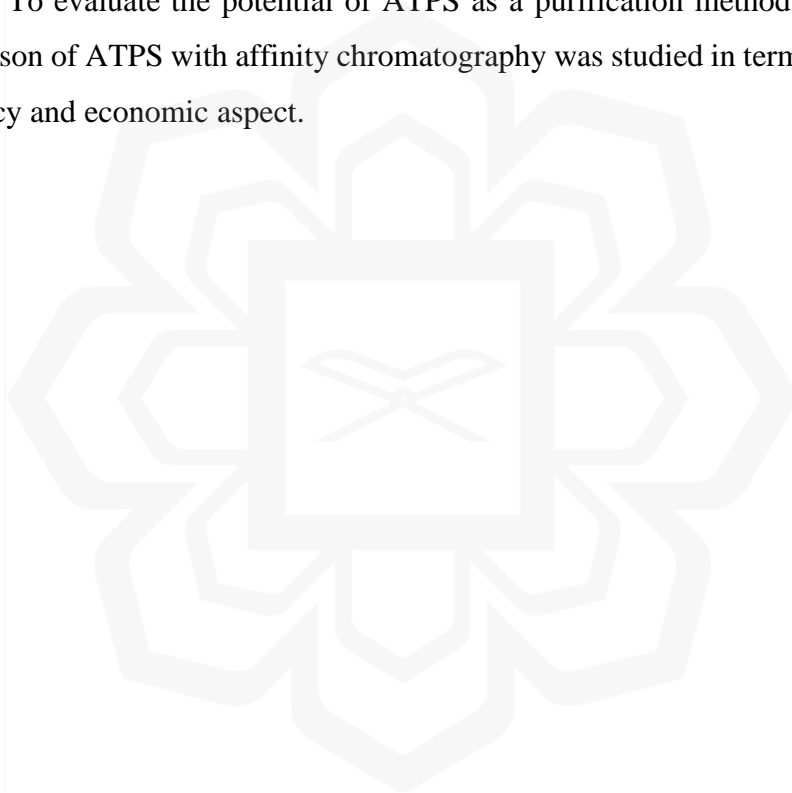 To evaluate the potential of ATPS as a purification method
son of ATPS with affinity chromatography was studied in term
cy and economic aspect.